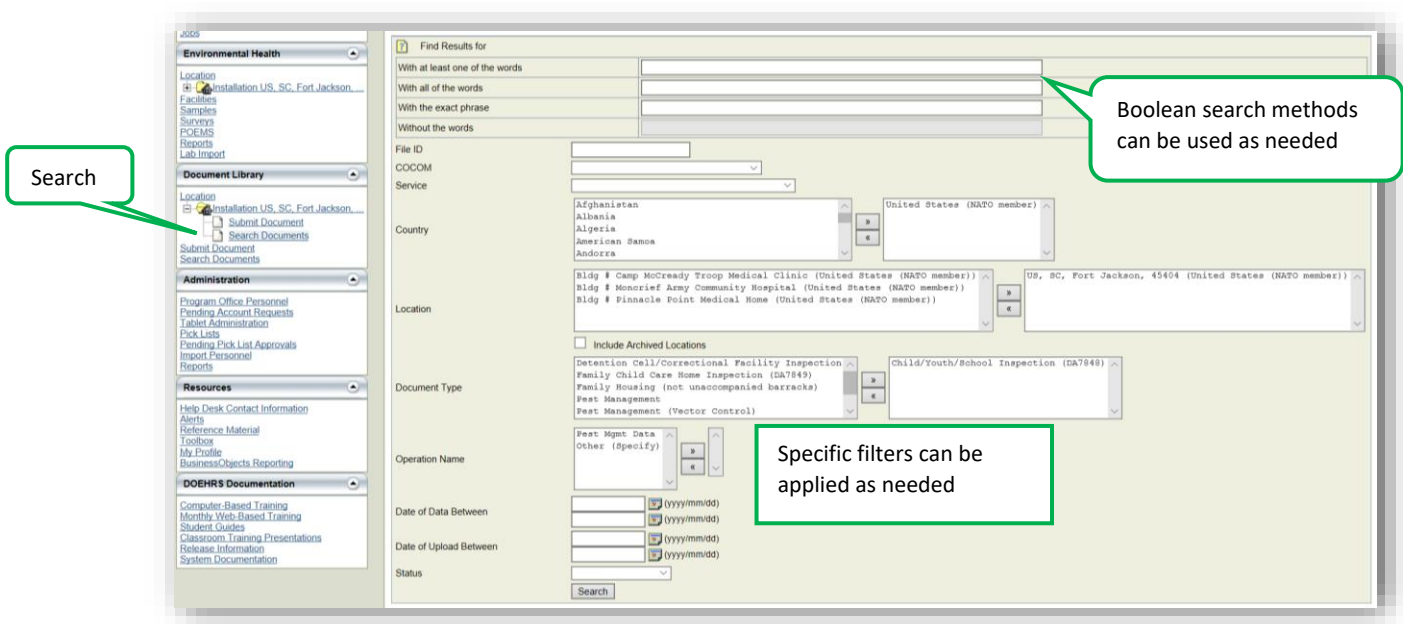 Jobs
Environmental Health
Location
Installation US, SC, Fort Jackson, ...
Facilities
Samples
Surveys
POEMS
Reports
Lab Import
Document Library
Location
Installation US, SC, Fort Jackson, ...
Submit Document
Search Documents
Submit Document
Search Documents
Administration
Program Office Personnel
Pending Account Requests
Tablet Administration
Pick Lists
Pending Pick List Approvals
Import Personnel
Reports
Resources
Help Desk Contact Information
Alerts
Reference Material
Toolbox
My Profile
BusinessObjects Reporting
DOEHRS Documentation
Computer-Based Training
Monthly Web-Based Training
Student Guides
Classroom Training Presentations
Release Information
System Documentation
Search
? Find Results for
With at least one of the words
With all of the words
With the exact phrase
Without the words
Boolean search methods
can be used as needed
File ID
COCOM
Service
Country
Afghanistan
Albania
Algeria
American Samoa
Andorra
»
«
United States (NATO member)
Location
Bldg # Camp McCready Troop Medical Clinic (United States (NATO member))
Bldg # Moncrief Army Community Hospital (United States (NATO member))
Bldg # Pinnacle Point Medical Home (United States (NATO member))
»
«
US, SC, Fort Jackson, 45404 (United States (NATO member))
Include Archived Locations
Document Type
Detention Cell/Correctional Facility Inspection
Family Child Care Home Inspection (DA7849)
Family Housing (not unaccompanied barracks)
Pest Management
Pest Management (Vector Control)
»
«
Child/Youth/School Inspection (DA7848)
Operation Name
Pest Mgmt Data
Other (Specify)
»
«
Specific filters can be
applied as needed
Date of Data Between
(yyyy/mm/dd)
(yyyy/mm/dd)
Date of Upload Between
(yyyy/mm/dd)
(yyyy/mm/dd)
Status
Search